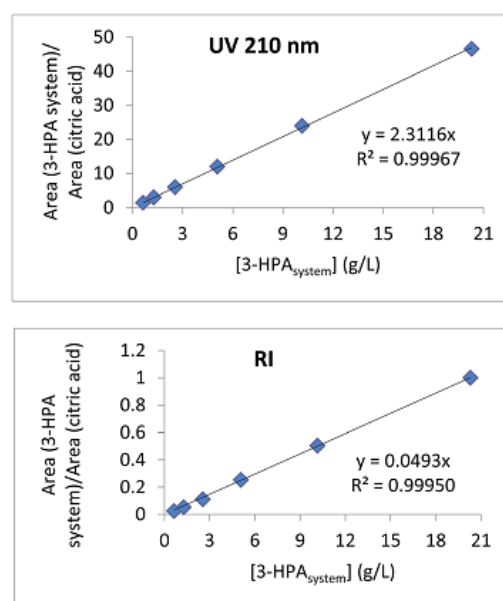 UV 210 nm
Area (3-HPA system)/
Area (citric acid)
50
40
30
20
10
0
y = 2.3116x
R² = 0.99967
0 3 6 9 12 15 18 21
[3-HPAsystem] (g/L)
RI
Area (3-HPA
system)/Area (citric acid)
1.2
1
0.8
0.6
0.4
0.2
0
y = 0.0493x
R² = 0.99950
0 3 6 9 12 15 18 21
[3-HPAsystem] (g/L)